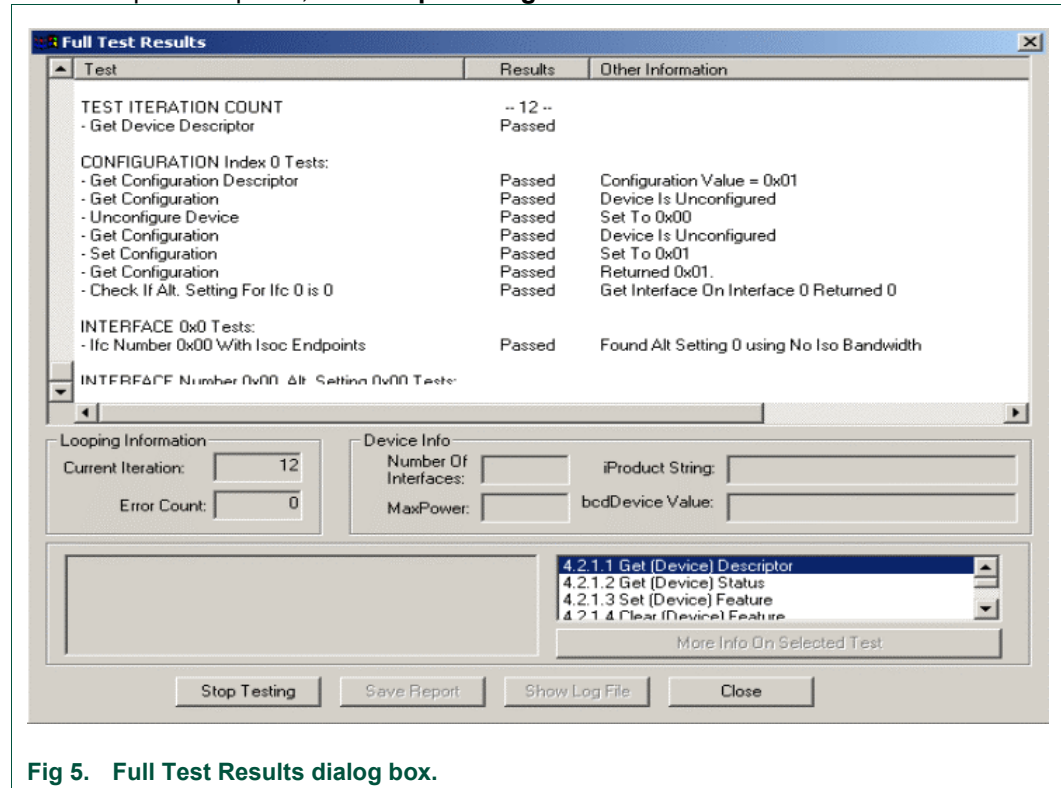 Full Test Results
Test Results Other Information
TEST ITERATION COUNT -- 12 --
- Get Device Descriptor Passed
CONFIGURATION Index 0 Tests:
- Get Configuration Descriptor Passed Configuration Value = 0x01
- Get Configuration Passed Device Is Unconfigured
- Unconfigure Device Passed Set To 0x00
- Get Configuration Passed Device Is Unconfigured
- Set Configuration Passed Set To 0x01
- Get Configuration Passed Returned 0x01.
- Check If Alt. Setting For Ifc 0 is 0 Passed Get Interface On Interface 0 Returned 0
INTERFACE 0x0 Tests:
- Ifc Number 0x00 With Isoc Endpoints Passed Found Alt Setting 0 using No Iso Bandwidth
INTERFACE Number 0x00, Alt. Setting 0x00 Tests:
Looping Information Device Info
Current Iteration: 12 Number Of Interfaces: iProduct String:
Error Count: 0 MaxPower: bcdDevice Value:
4.2.1.1 Get (Device) Descriptor
4.2.1.2 Get (Device) Status
4.2.1.3 Set (Device) Feature
4.2.1.4 Clear (Device) Feature
More Info On Selected Test
Stop Testing Save Report Show Log File Close
Fig 5. Full Test Results dialog box.